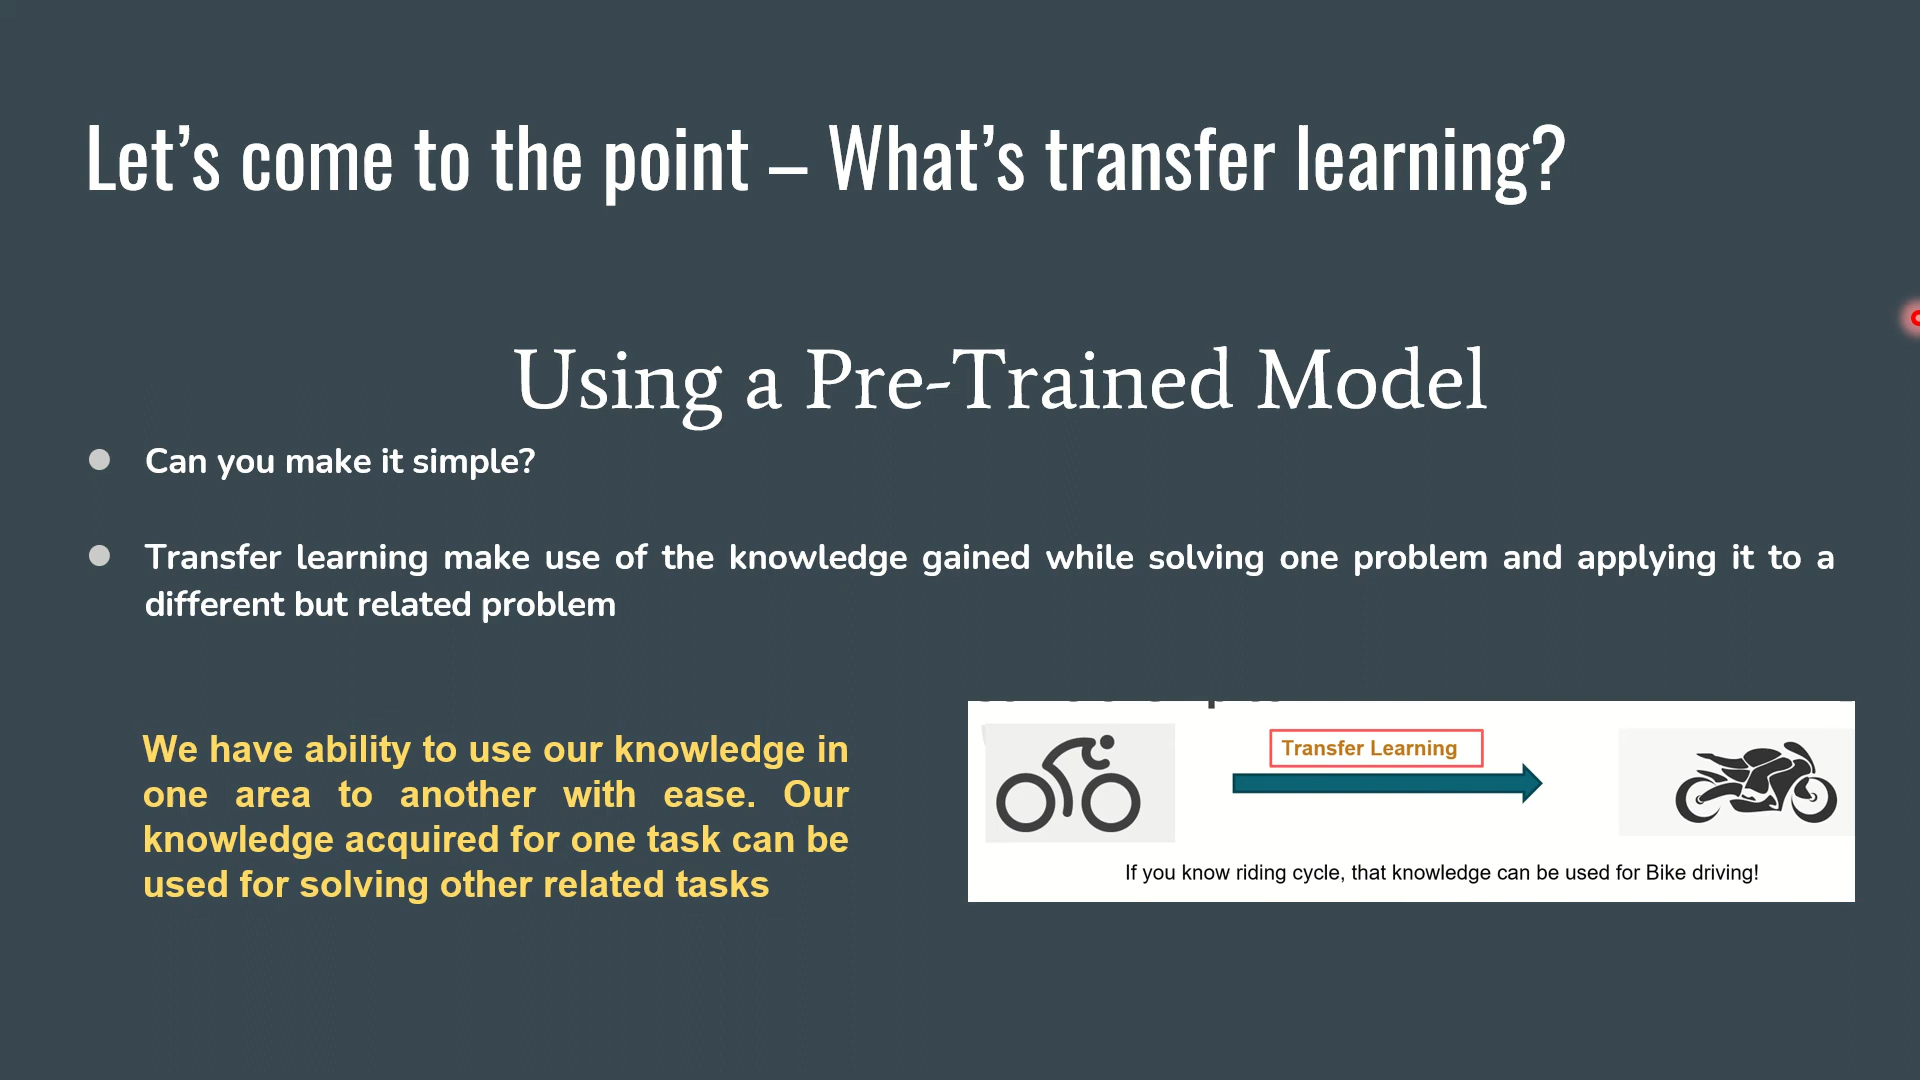 Let’s come to the point – What’s transfer learning?
Using a Pre-Trained Model
Can you make it simple?
Transfer learning make use of the knowledge gained while solving one problem and applying it to a
different but related problem
We have ability to use our knowledge in
one area to another with ease. Our
knowledge acquired for one task can be
used for solving other related tasks
Transfer Learning
If you know riding cycle, that knowledge can be used for Bike driving!